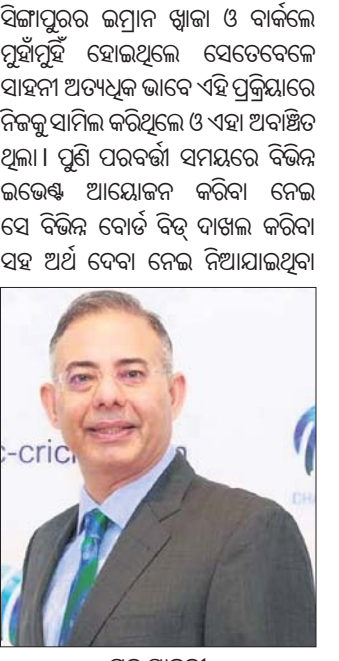 ସିଙ୍ଗାପୁରର ଇମ୍ରାନ ଖ୍ୱାଜା ଓ ବାର୍କଲେ
ମୁହାଁମୁହିଁ ହୋଇଥିଲେ ସେତେବେଳେ
ସାହନୀ ଅତ୍ୟଧିକ ଭାବେ ଏହି ପ୍ରକ୍ରିୟାରେ
ନିଜକୁ ସାମିଲ କରିଥିଲେ ଓ ଏହା ଅବାଞ୍ଚିତ
ଥିଲା। ପୁଣି ପରବର୍ତ୍ତୀ ସମୟରେ ବିଭିନ୍ନ
ଇଭେଣ୍ଟ ଆୟୋଜନ କରିବା ନେଇ
ସେ ବିଭିନ୍ନ ବୋର୍ଡ ବିଡ୍ ଦାଖଲ କରିବା
ସହ ଅର୍ଥ ଦେବା ନେଇ ନିଆଯାଇଥିବା
c-cric